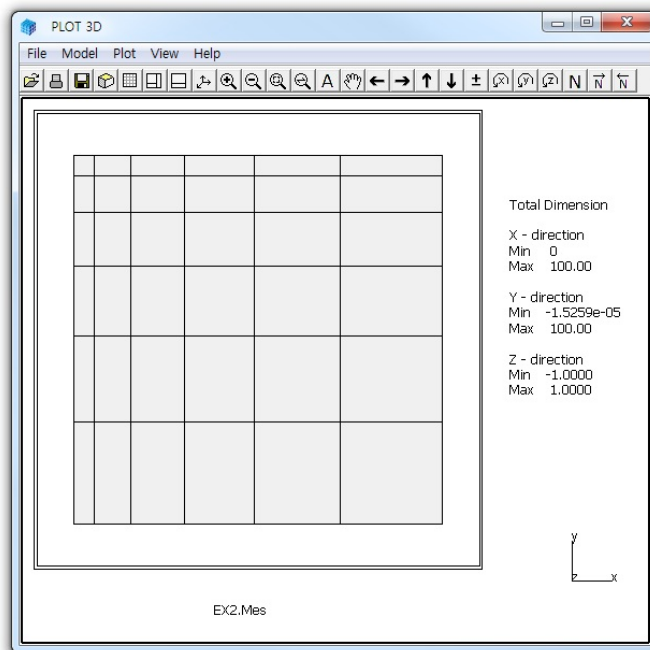 PLOT 3D
File Model Plot View Help
A ± X Y Z N N N
Total Dimension
X - direction
Min 0
Max 100.00
Y - direction
Min -1.5259e-05
Max 100.00
Z - direction
Min -1.0000
Max 1.0000
y
z x
EX2.Mes